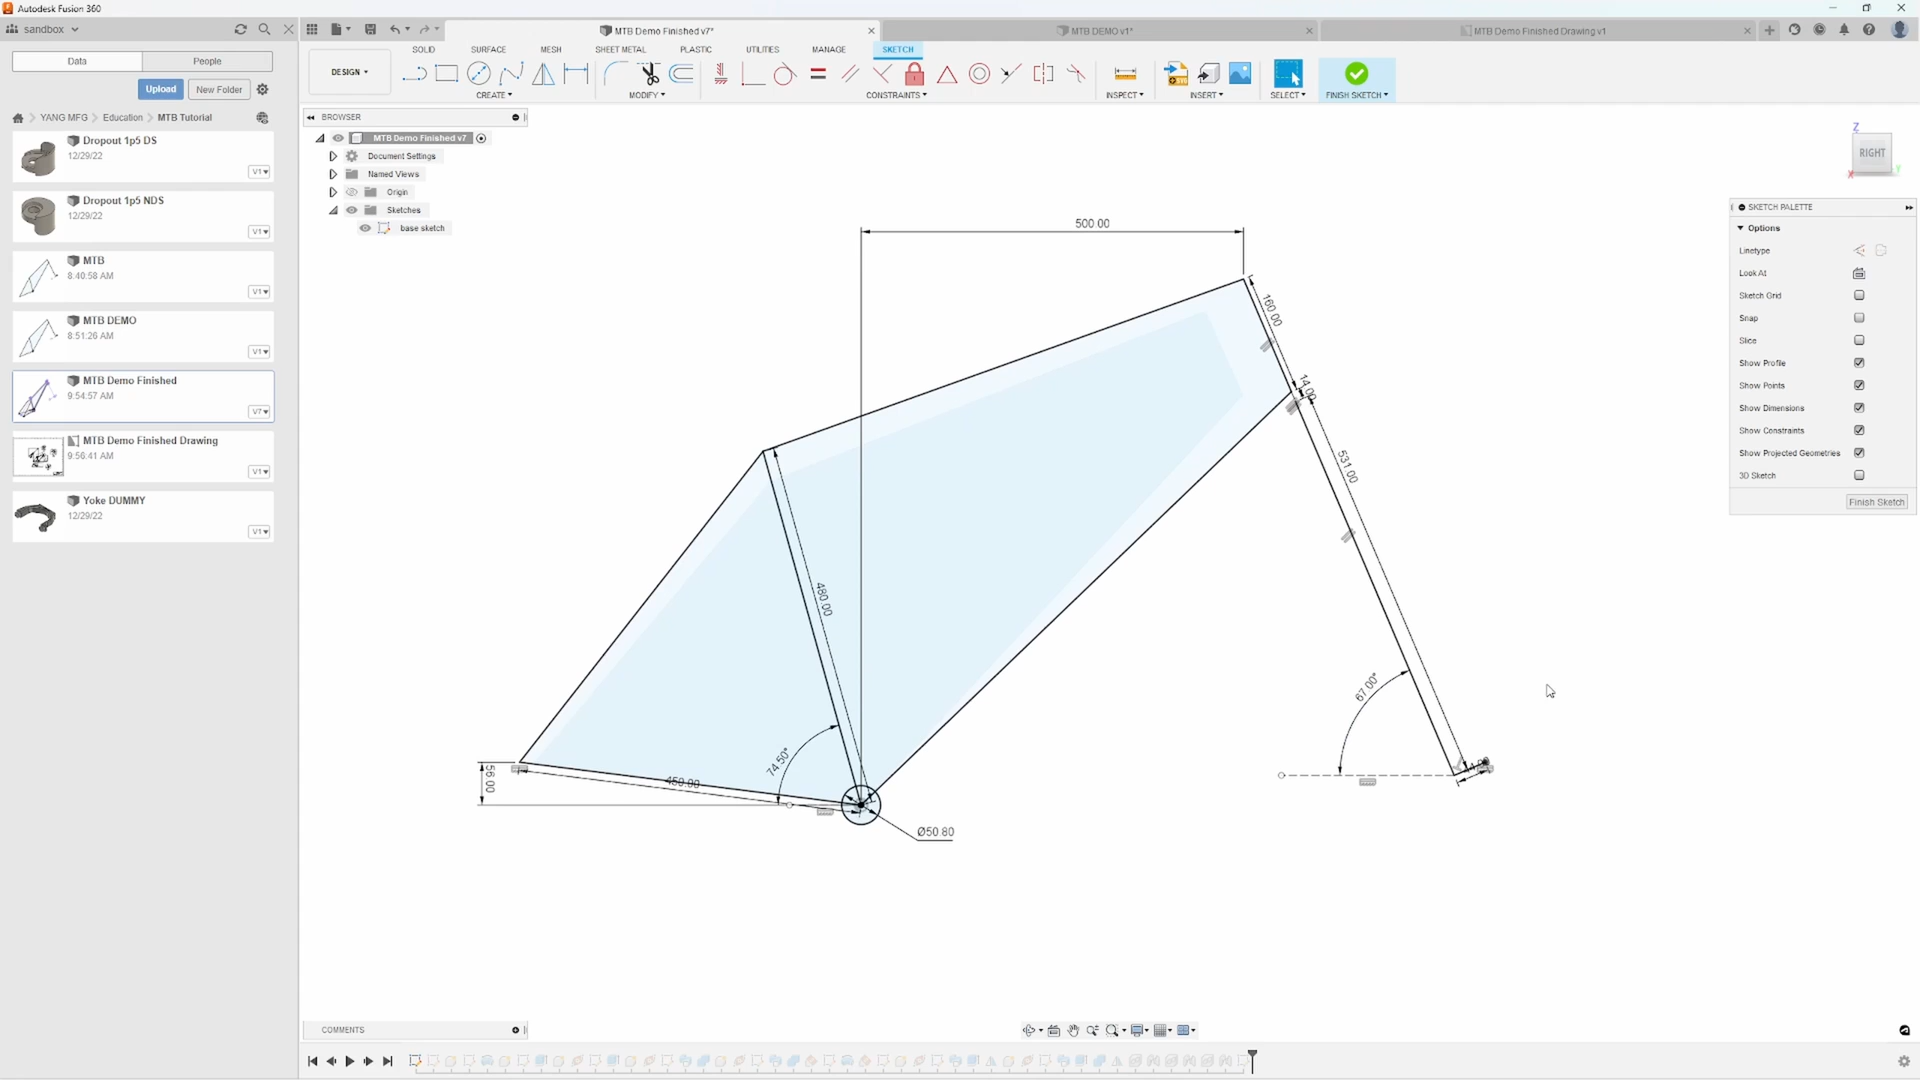 Autodesk Fusion 360
sandbox
MTB Demo Finished v7*
MTB DEMO v1*
MTB Demo Finished Drawing v1
Data
People
Upload
New Folder
YANG MFG
Education
MTB Tutorial
Dropout 1p5 DS
12/29/22
V1
Dropout 1p5 NDS
12/29/22
V1
MTB
8:40:58 AM
V1
MTB DEMO
8:51:26 AM
V1
MTB Demo Finished
9:54:57 AM
V7
MTB Demo Finished Drawing
9:56:41 AM
V1
Yoke DUMMY
12/29/22
V1
DESIGN
SOLID
SURFACE
MESH
SHEET METAL
PLASTIC
UTILITIES
MANAGE
SKETCH
CREATE
MODIFY
CONSTRAINTS
INSPECT
INSERT
SELECT
FINISH SKETCH
BROWSER
MTB Demo Finished v7
Document Settings
Named Views
Origin
Sketches
base sketch
500.00
160.00
14.00
531.00
480.00
67.00°
74.50°
450.00
56.00
Ø50.80
Z
RIGHT
X
Y
SKETCH PALETTE
Options
Linetype
Look At
Sketch Grid
Snap
Slice
Show Profile
Show Points
Show Dimensions
Show Constraints
Show Projected Geometries
3D Sketch
Finish Sketch
COMMENTS